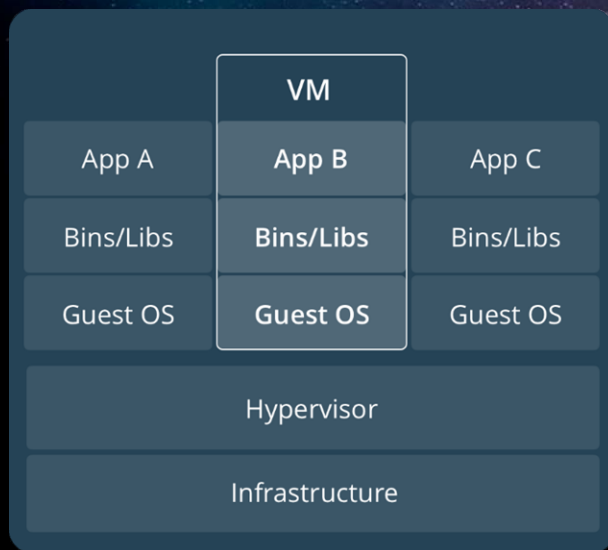 VM
App A App B App C
Bins/Libs Bins/Libs Bins/Libs
Guest OS Guest OS Guest OS
Hypervisor
Infrastructure